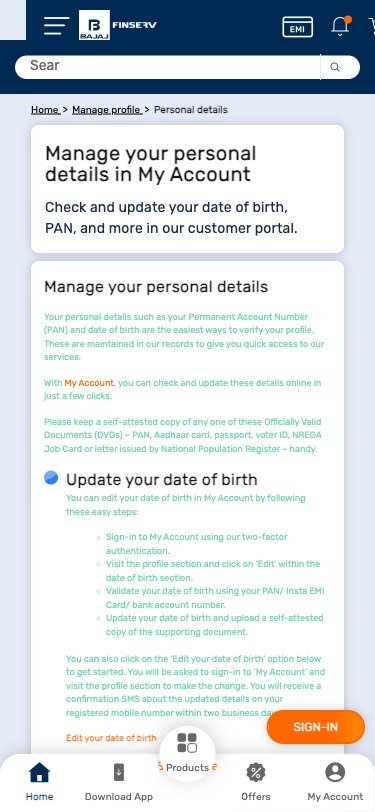 BAJAJ FINSERV
EMI
Sear
Home > Manage profile > Personal details
Manage your personal
details in My Account
Check and update your date of birth,
PAN, and more in our customer portal.
Manage your personal details
Your personal details such as your Permanent Account Number
(PAN) and date of birth are the easiest ways to verify your profile.
These are maintained in our records to give you quick access to our
services.
With My Account, you can check and update these details online in
just a few clicks.
Please keep a self-attested copy of any one of these Officially Valid
Documents (OVDs) – PAN, Aadhaar card, passport, voter ID, NREGA
Job Card or letter issued by National Population Register – handy.
Update your date of birth
You can edit your date of birth in My Account by following
these easy steps:
Sign-in to My Account using our two-factor
authentication.
Visit the profile section and click on 'Edit' within the
date of birth section.
Validate your date of birth using your PAN/ Insta EMI
Card/ bank account number.
Update your date of birth and upload a self-attested
copy of the supporting document.
You can also click on the 'Edit your date of birth' option below
to get started. You will be asked to sign-in to 'My Account' and
visit the profile section to make the change. You will receive a
confirmation SMS about the updated details on your
registered mobile number within two business
SIGN-IN
Edit your date of birth
Home
Download App
Products
Offers
My Account